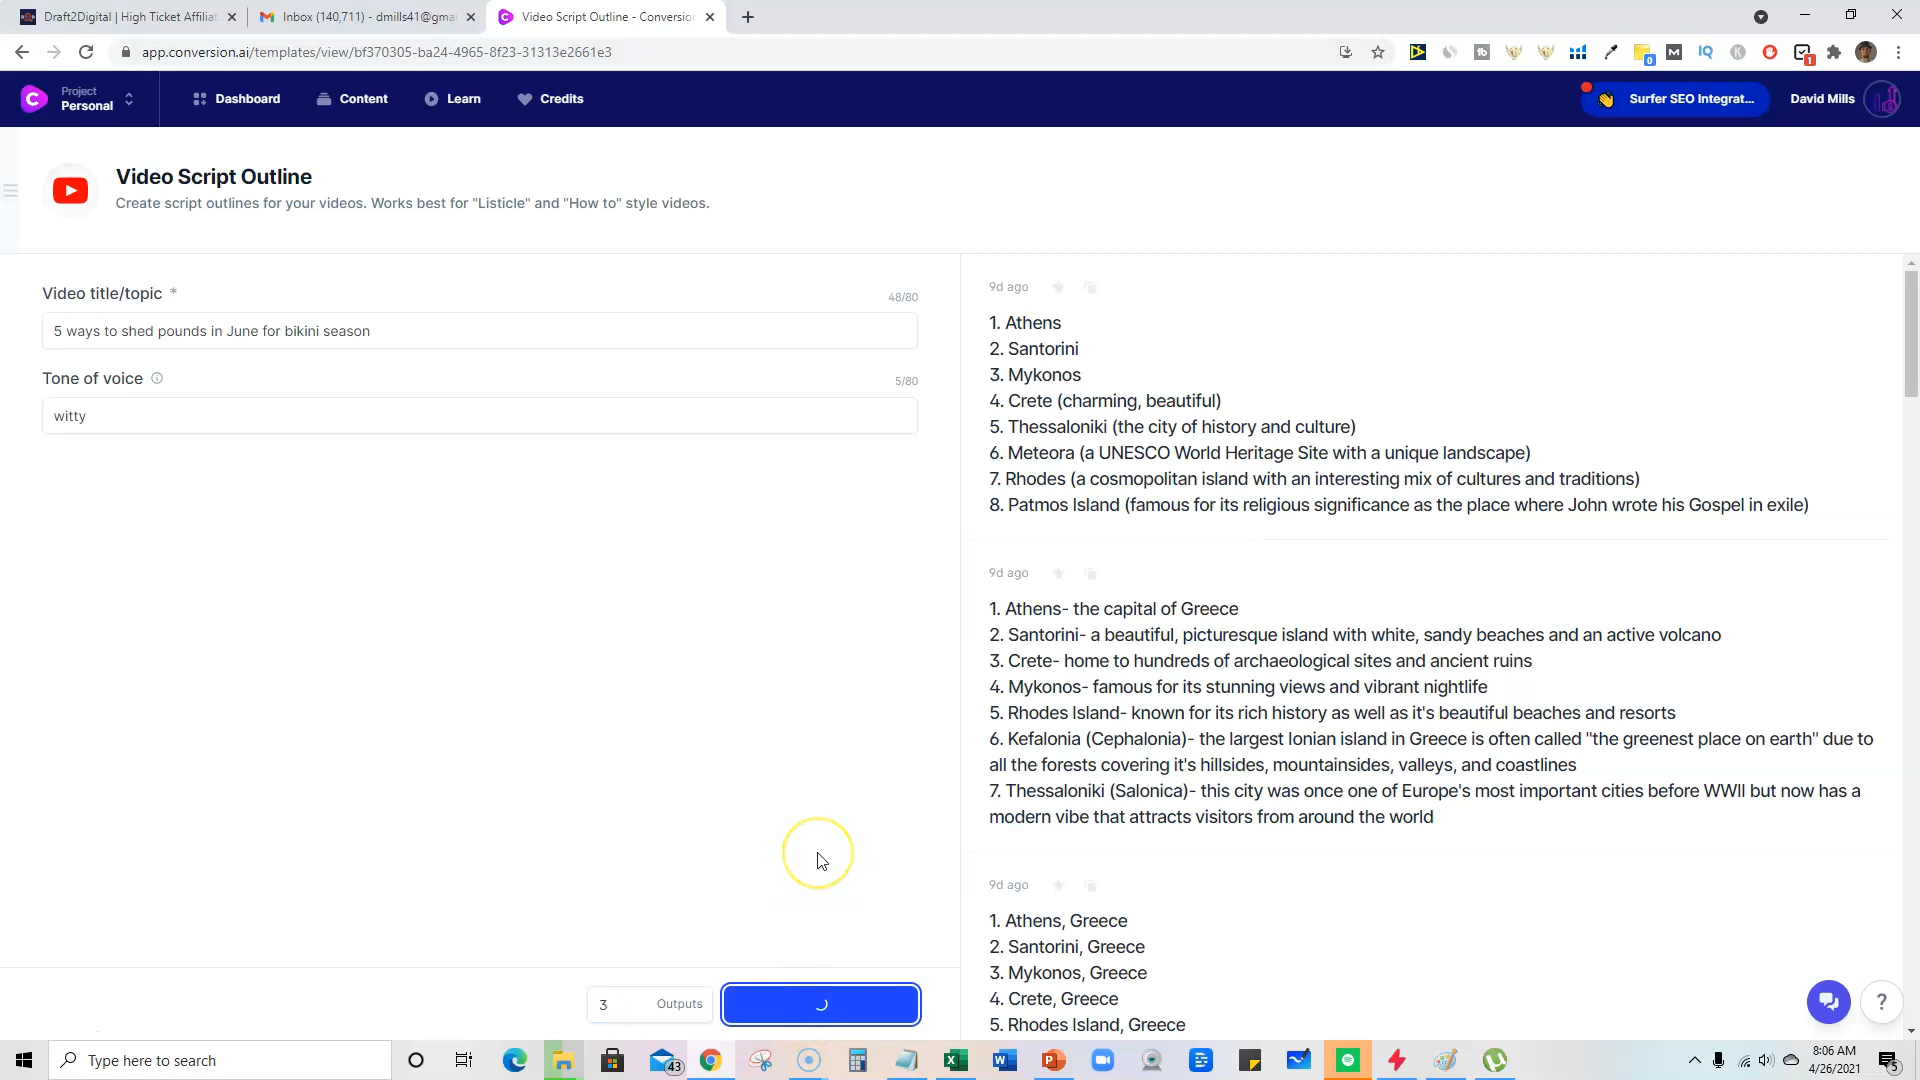 Draft2Digital | High Ticket Affiliat
Inbox (140,711) - dmills41@gma
Video Script Outline - Conversion
app.conversion.ai/templates/view/bf370305-ba24-4965-8f23-31313e2661e3
Project
Personal
Dashboard
Content
Learn
Credits
Surfer SEO Integrat...
David Mills
Video Script Outline
Create script outlines for your videos. Works best for "Listicle" and "How to" style videos.
Video title/topic *
48/80
5 ways to shed pounds in June for bikini season
Tone of voice
5/80
witty
3 Outputs
9d ago
1. Athens
2. Santorini
3. Mykonos
4. Crete (charming, beautiful)
5. Thessaloniki (the city of history and culture)
6. Meteora (a UNESCO World Heritage Site with a unique landscape)
7. Rhodes (a cosmopolitan island with an interesting mix of cultures and traditions)
8. Patmos Island (famous for its religious significance as the place where John wrote his Gospel in exile)
9d ago
1. Athens- the capital of Greece
2. Santorini- a beautiful, picturesque island with white, sandy beaches and an active volcano
3. Crete- home to hundreds of archaeological sites and ancient ruins
4. Mykonos- famous for its stunning views and vibrant nightlife
5. Rhodes Island- known for its rich history as well as it's beautiful beaches and resorts
6. Kefalonia (Cephalonia)- the largest Ionian island in Greece is often called "the greenest place on earth" due to
all the forests covering it's hillsides, mountainsides, valleys, and coastlines
7. Thessaloniki (Salonica)- this city was once one of Europe's most important cities before WWII but now has a
modern vibe that attracts visitors from around the world
9d ago
1. Athens, Greece
2. Santorini, Greece
3. Mykonos, Greece
4. Crete, Greece
5. Rhodes Island, Greece
Type here to search
43
8:06 AM
4/26/2021
5